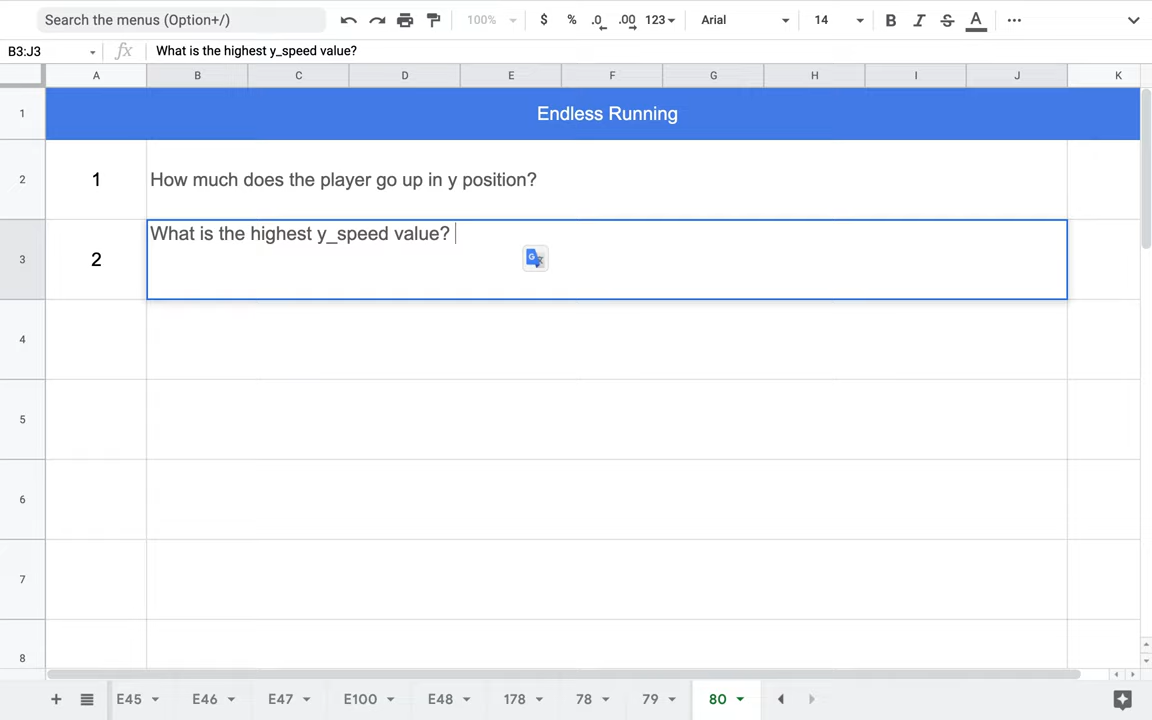 Search the menus (Option+/) 100% $ % .0 .00 123 Arial 14 B I S A
B3:J3 fx What is the highest y_speed value?
A B C D E F G H I J K
1 Endless Running
2 1 How much does the player go up in y position?
3 2 What is the highest y_speed value?
4
5
6
7
8
E45 E46 E47 E100 E48 178 78 79 80